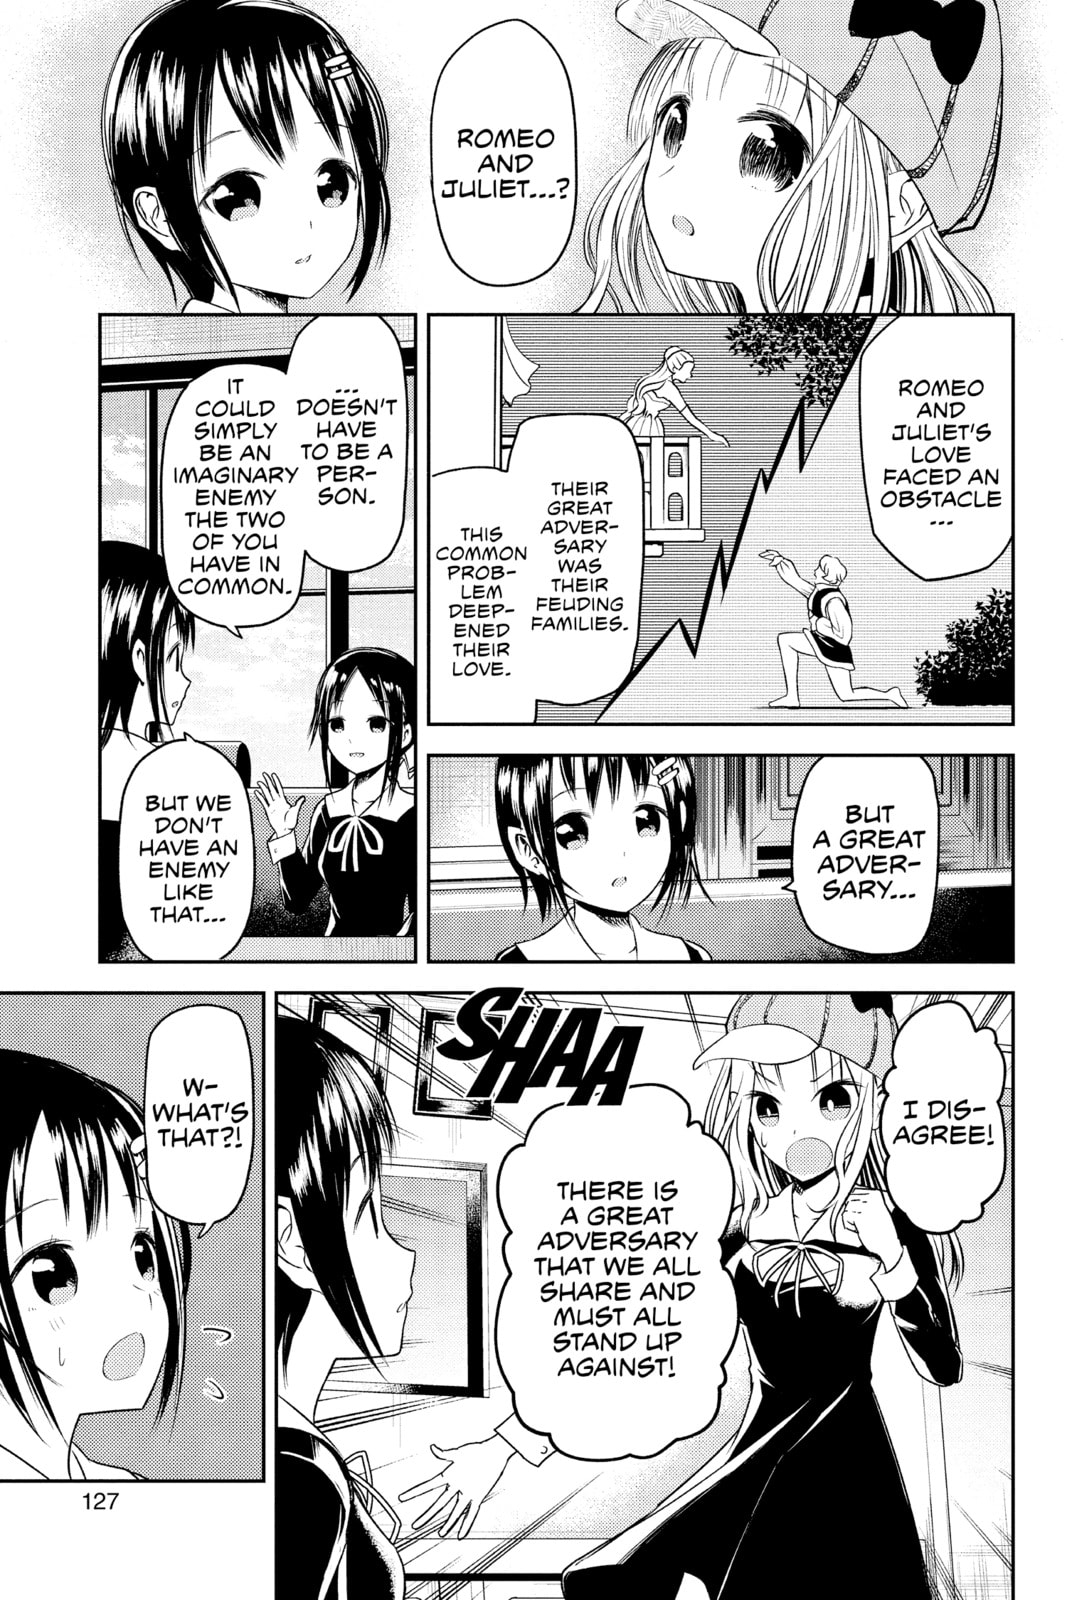 ROMEO
AND
JULIET...?
ROMEO
AND
JULIET'S
LOVE
FACED AN
OBSTACLE
...
THEIR
GREAT
ADVER-
SARY WAS
THEIR
FEUDING
FAMILIES.
THIS
COMMON
PROB-
LEM
DEEP-
ENED
THEIR
LOVE.
...
DOESN'T
HAVE
TO BE A
PER-
SON.
IT
COULD
SIMPLY
BE AN
IMAGINARY
ENEMY
THE TWO
OF YOU
HAVE IN
COMMON.
BUT
A GREAT
ADVER-
SARY...
BUT WE
DON'T
HAVE AN
ENEMY
LIKE
THAT...
I DIS-
AGREE!
SHAA
THERE IS
A GREAT
ADVERSARY
THAT WE ALL
SHARE AND
MUST ALL
STAND UP
AGAINST!
W-
WHAT'S
THAT?!
127